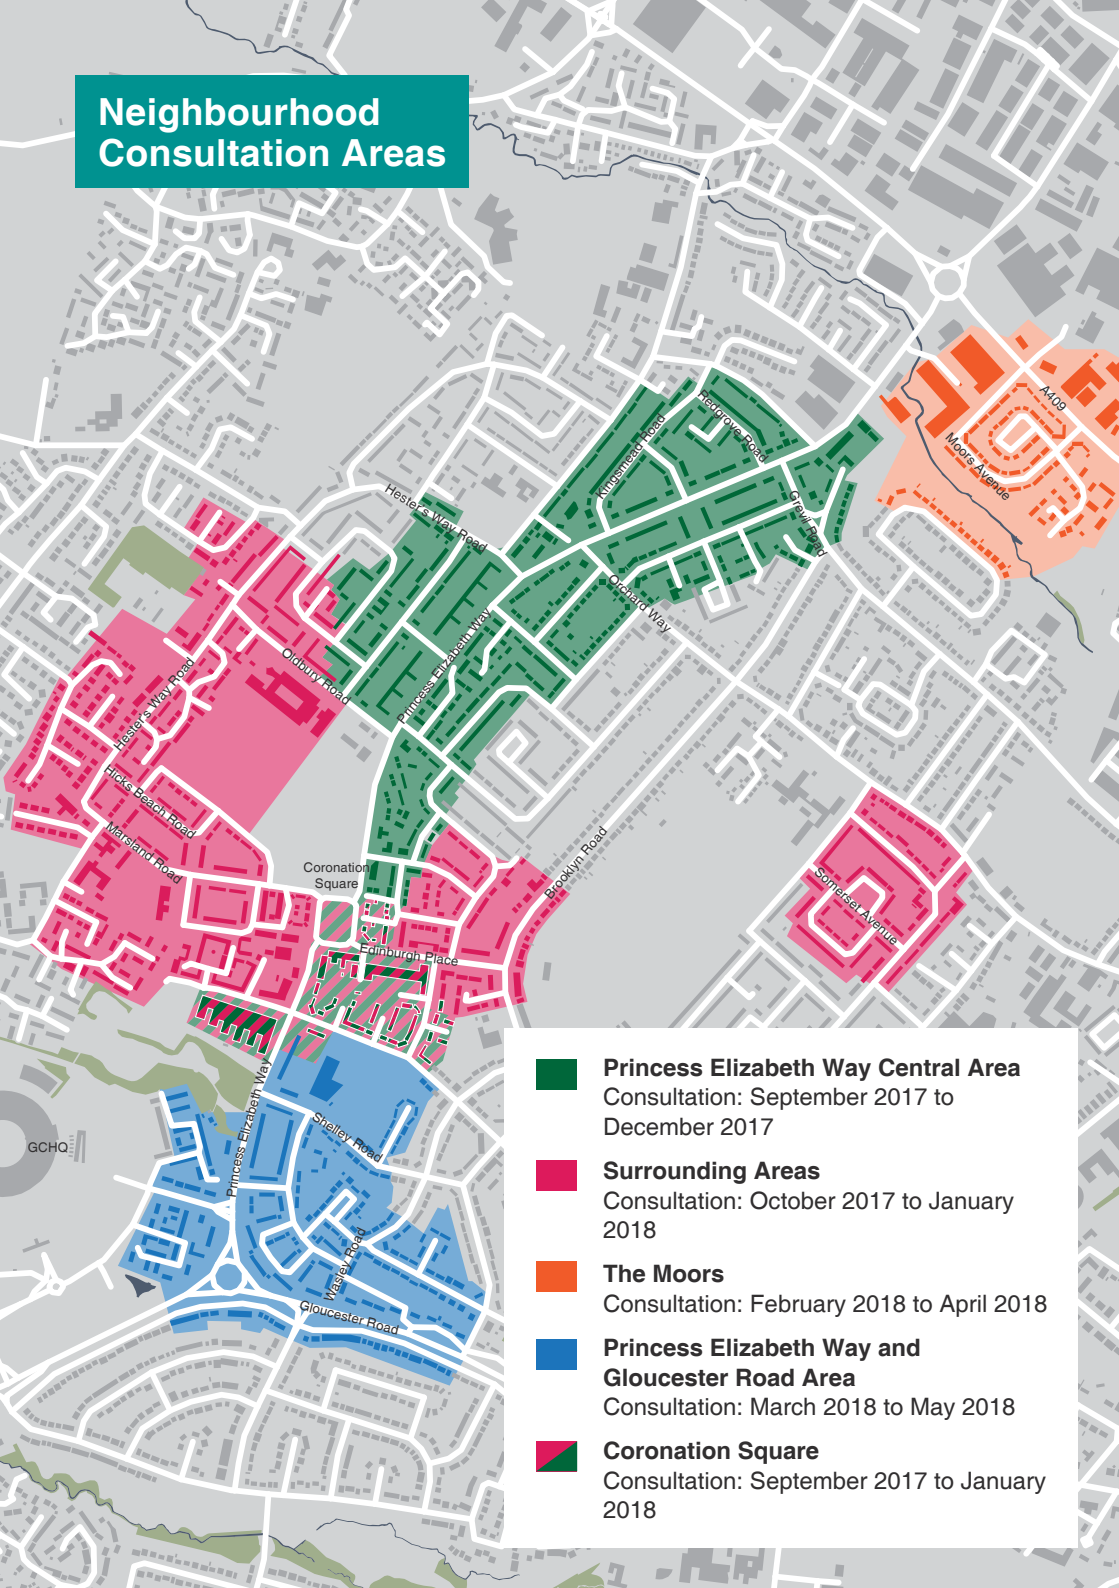 Neighbourhood
Consultation Areas
Redgrove Road
Kingsmead Road
A409
Moors Avenue
Hester's Way Road
Grevil Road
Orchard Way
Princess Elizabeth Way
Oldbury Road
Hester's Way Road
Hicks Beach Road
Marsland Road
Coronation
Square
Brooklyn Road
Somerset Avenue
Edinburgh Place
Princess Elizabeth Way
Shelley Road
GCHQ
Wasley Road
Gloucester Road
Princess Elizabeth Way Central Area
Consultation: September 2017 to
December 2017
Surrounding Areas
Consultation: October 2017 to January
2018
The Moors
Consultation: February 2018 to April 2018
Princess Elizabeth Way and
Gloucester Road Area
Consultation: March 2018 to May 2018
Coronation Square
Consultation: September 2017 to January
2018